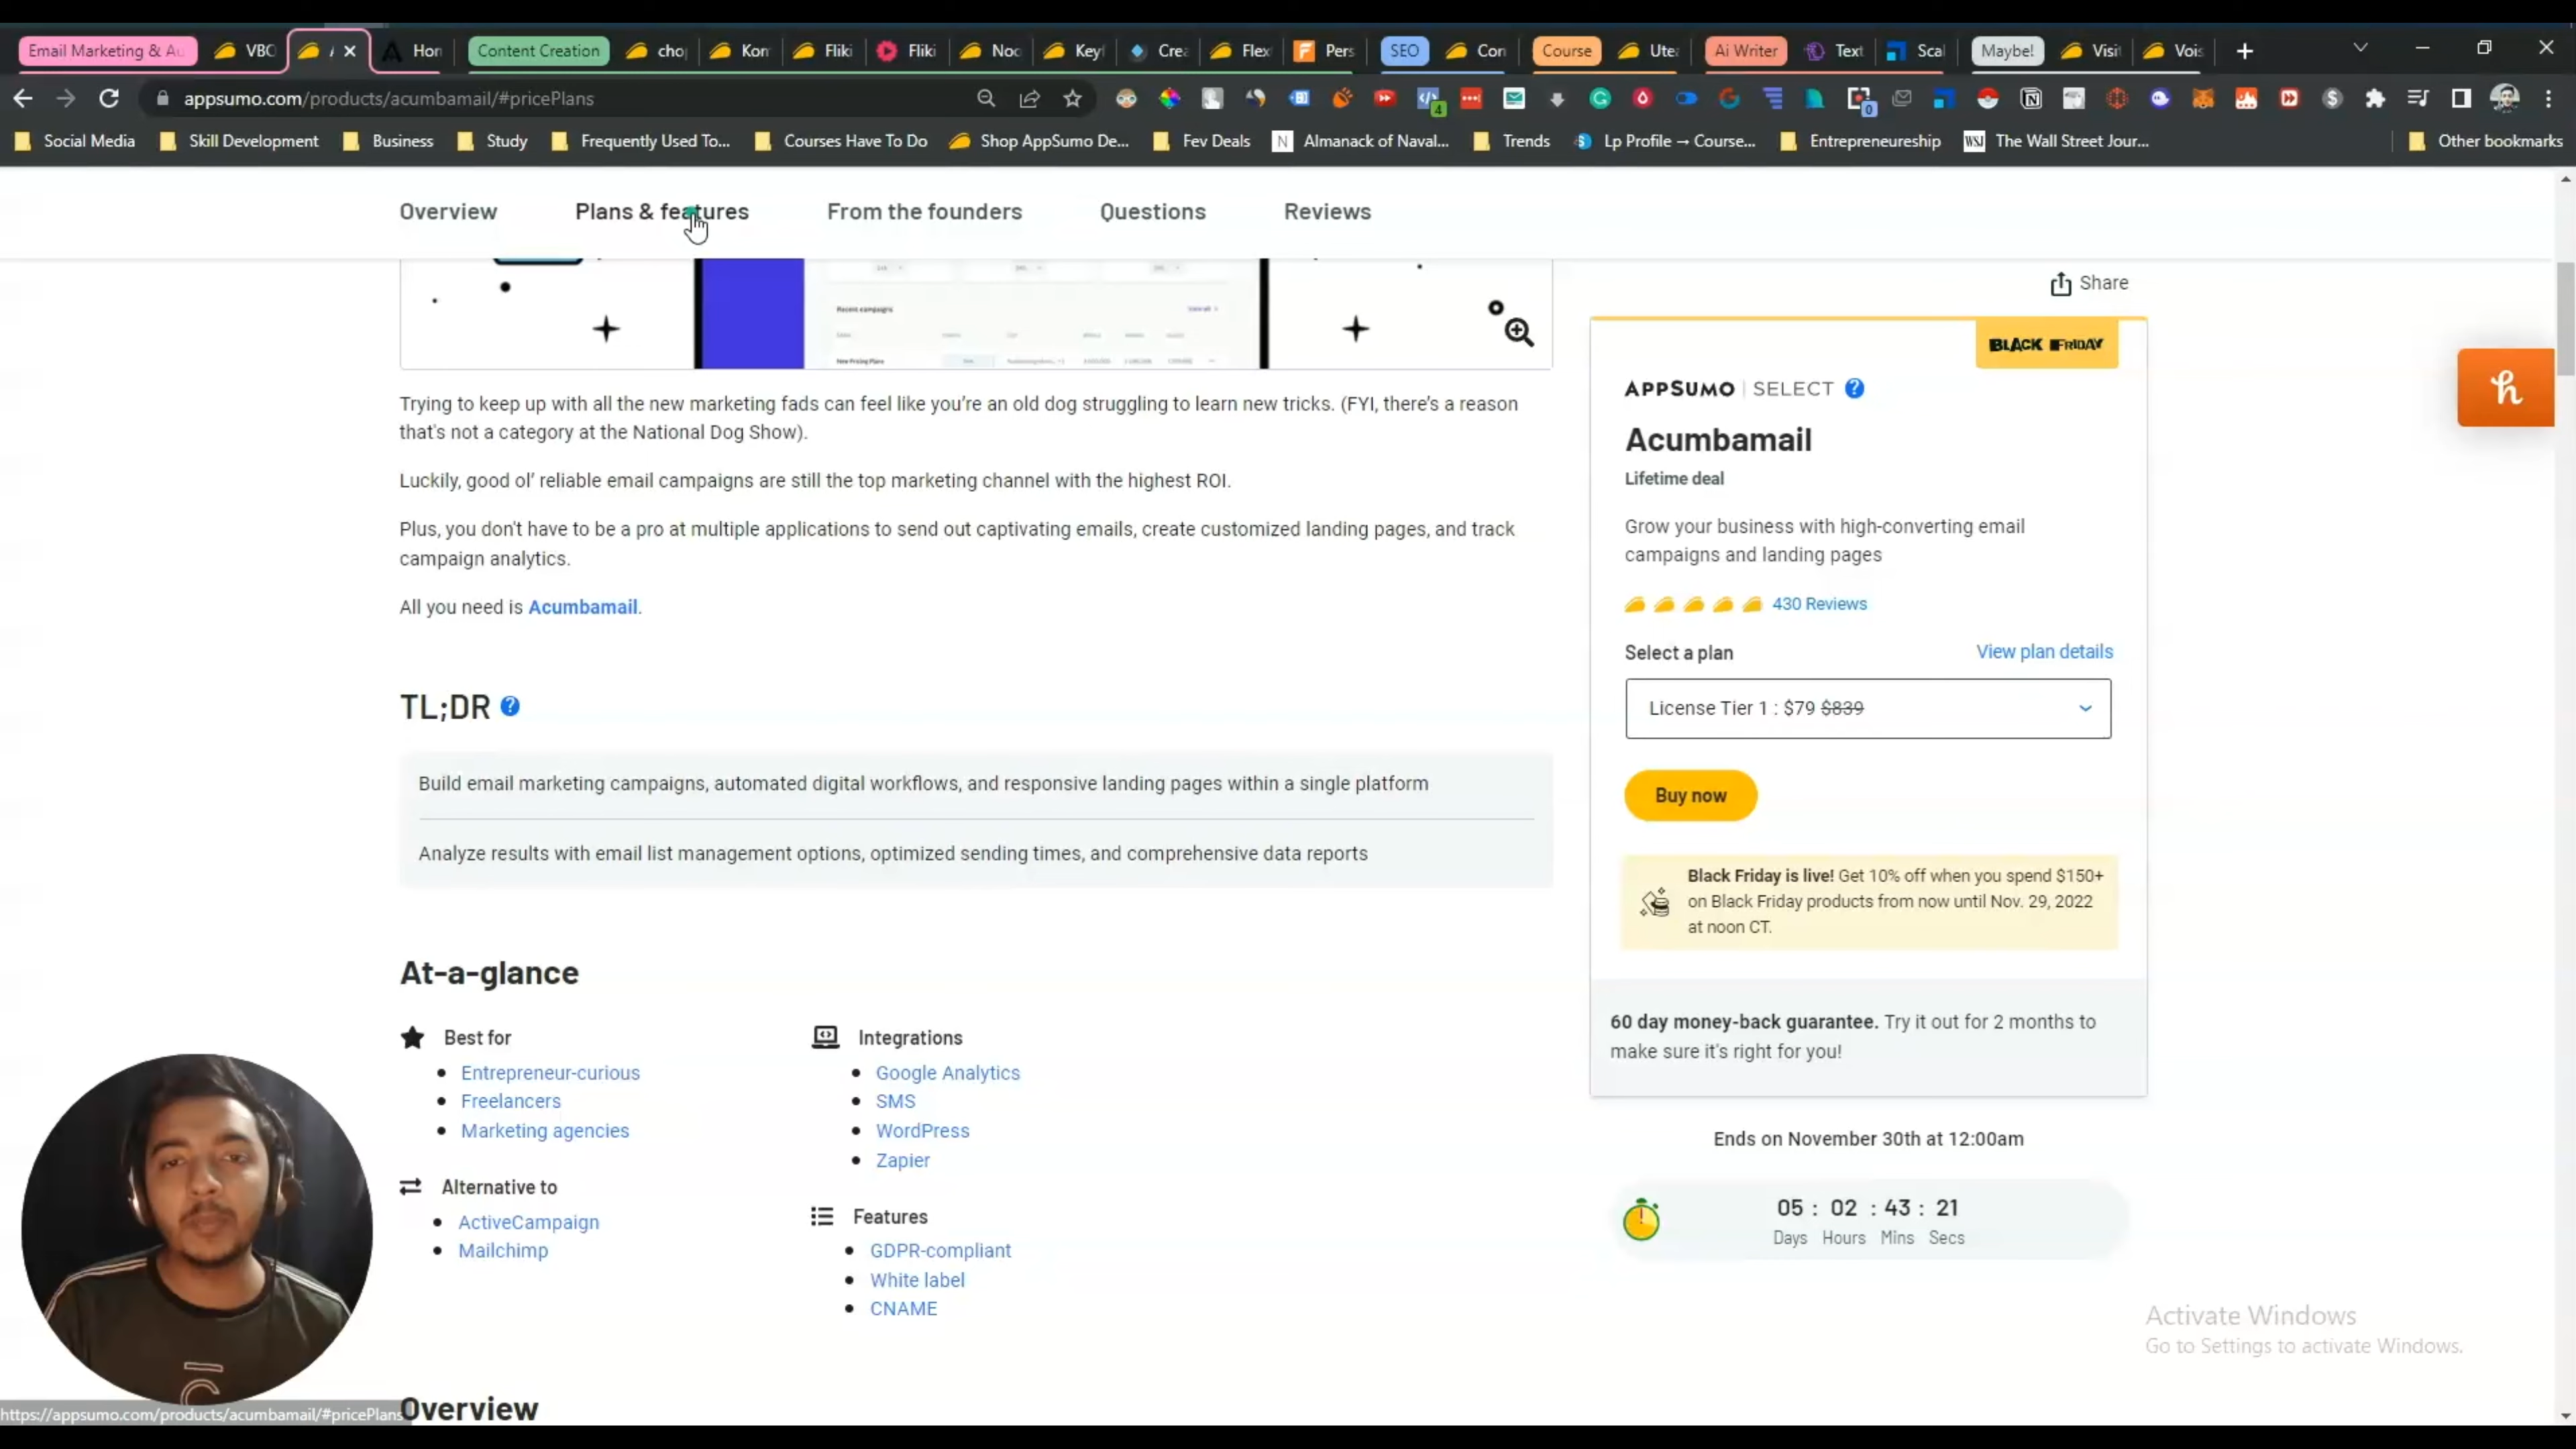 Email Marketing & Au
VBO
Hon
Content Creation
cho
Kon
Fliki
Fliki
Noc
Key
Crea
Flex
Pers
SEO
Con
Course
Utea
Ai Writer
Text
Scal
Maybe!
Visit
Vois
appsumo.com/products/acumbamail/#pricePlans
Social Media
Skill Development
Business
Study
Frequently Used To...
Courses Have To Do
Shop AppSumo De...
Fev Deals
Almanack of Naval...
Trends
Lp Profile → Course...
Entrepreneureship
The Wall Street Jour...
Other bookmarks
Overview
Plans & features
From the founders
Questions
Reviews
Recent campaigns
New Pricing Plans
Share
BLACK FRIDAY
Trying to keep up with all the new marketing fads can feel like you're an old dog struggling to learn new tricks. (FYI, there's a reason
that's not a category at the National Dog Show).
Luckily, good ol' reliable email campaigns are still the top marketing channel with the highest ROI.
Plus, you don't have to be a pro at multiple applications to send out captivating emails, create customized landing pages, and track
campaign analytics.
All you need is Acumbamail.
TL;DR
Build email marketing campaigns, automated digital workflows, and responsive landing pages within a single platform
Analyze results with email list management options, optimized sending times, and comprehensive data reports
At-a-glance
Best for
Entrepreneur-curious
Freelancers
Marketing agencies
Alternative to
ActiveCampaign
Mailchimp
Integrations
Google Analytics
SMS
WordPress
Zapier
Features
GDPR-compliant
White label
CNAME
Overview
APPSUMO | SELECT
Acumbamail
Lifetime deal
Grow your business with high-converting email
campaigns and landing pages
430 Reviews
Select a plan
View plan details
License Tier 1 : $79 $839
Buy now
Black Friday is live! Get 10% off when you spend $150+
on Black Friday products from now until Nov. 29, 2022
at noon CT.
60 day money-back guarantee. Try it out for 2 months to
make sure it's right for you!
Ends on November 30th at 12:00am
05 : 02 : 43 : 21
Days Hours Mins Secs
Activate Windows
Go to Settings to activate Windows.
https://appsumo.com/products/acumbamail/#pricePlans